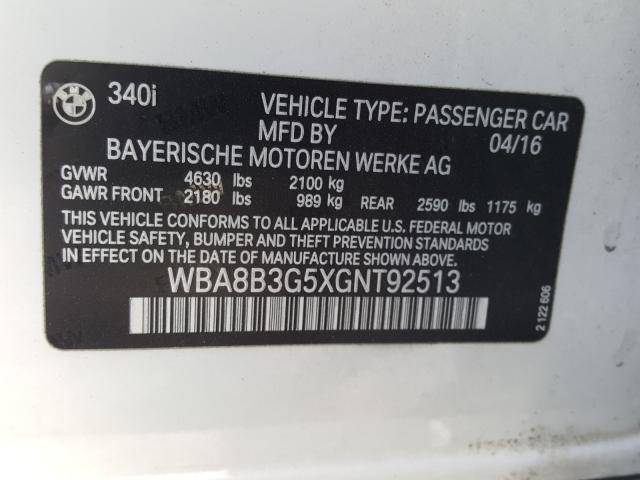 340i
VEHICLE TYPE: PASSENGER CAR
MFD BY 04/16
BAYERISCHE MOTOREN WERKE AG
GVWR 4630 lbs 2100 kg
GAWR FRONT 2180 lbs 989 kg REAR 2590 lbs 1175 kg
THIS VEHICLE CONFORMS TO ALL APPLICABLE U.S. FEDERAL MOTOR
VEHICLE SAFETY, BUMPER AND THEFT PREVENTION STANDARDS
IN EFFECT ON THE DATE OF MANUFACTURE SHOWN ABOVE.
WBA8B3G5XGNT92513
2 122 606